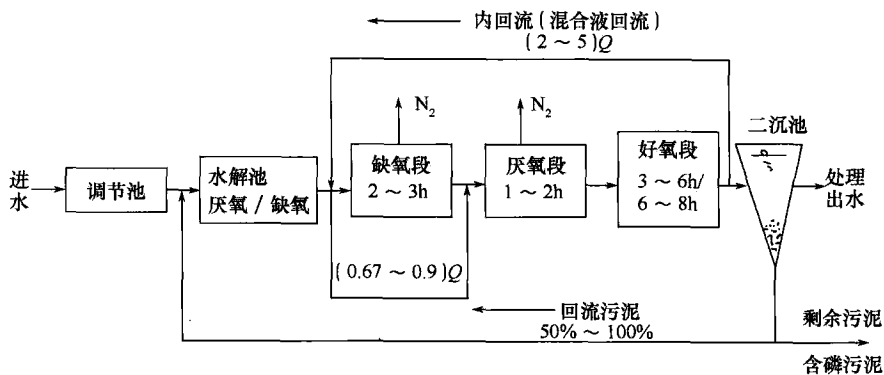 内回流(混合液回流)
(2~5)Q
N₂
N₂
二沉池
进水
调节池
水解池
厌氧/缺氧
缺氧段
2~3h
厌氧段
1~2h
好氧段
3~6h/
6~8h
处理
出水
(0.67~0.9)Q
回流污泥
50%~100%
剩余污泥
含磷污泥